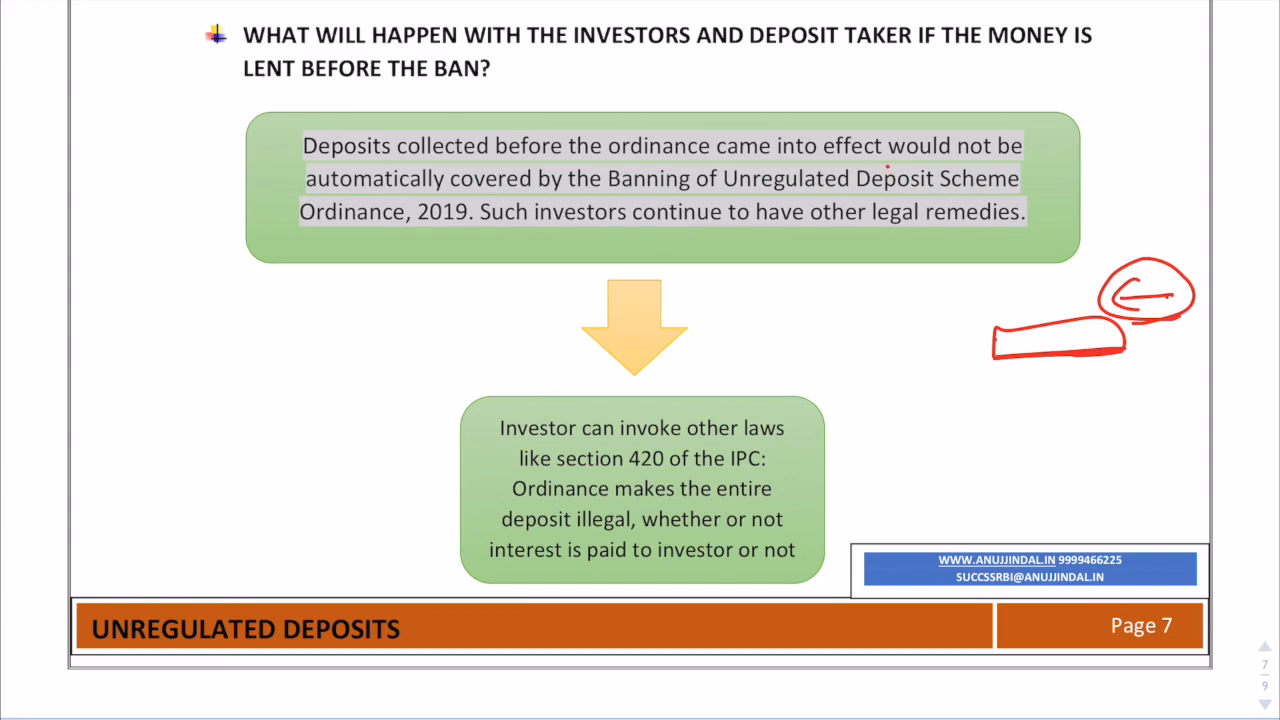 WHAT WILL HAPPEN WITH THE INVESTORS AND DEPOSIT TAKER IF THE MONEY IS
LENT BEFORE THE BAN?
Deposits collected before the ordinance came into effect would not be
automatically covered by the Banning of Unregulated Deposit Scheme
Ordinance, 2019. Such investors continue to have other legal remedies.
Investor can invoke other laws
like section 420 of the IPC:
Ordinance makes the entire
deposit illegal, whether or not
interest is paid to investor or not
WWW.ANUJJINDAL.IN 9999466225
SUCCSSRBI@ANUJJINDAL.IN
UNREGULATED DEPOSITS
Page 7
7
9